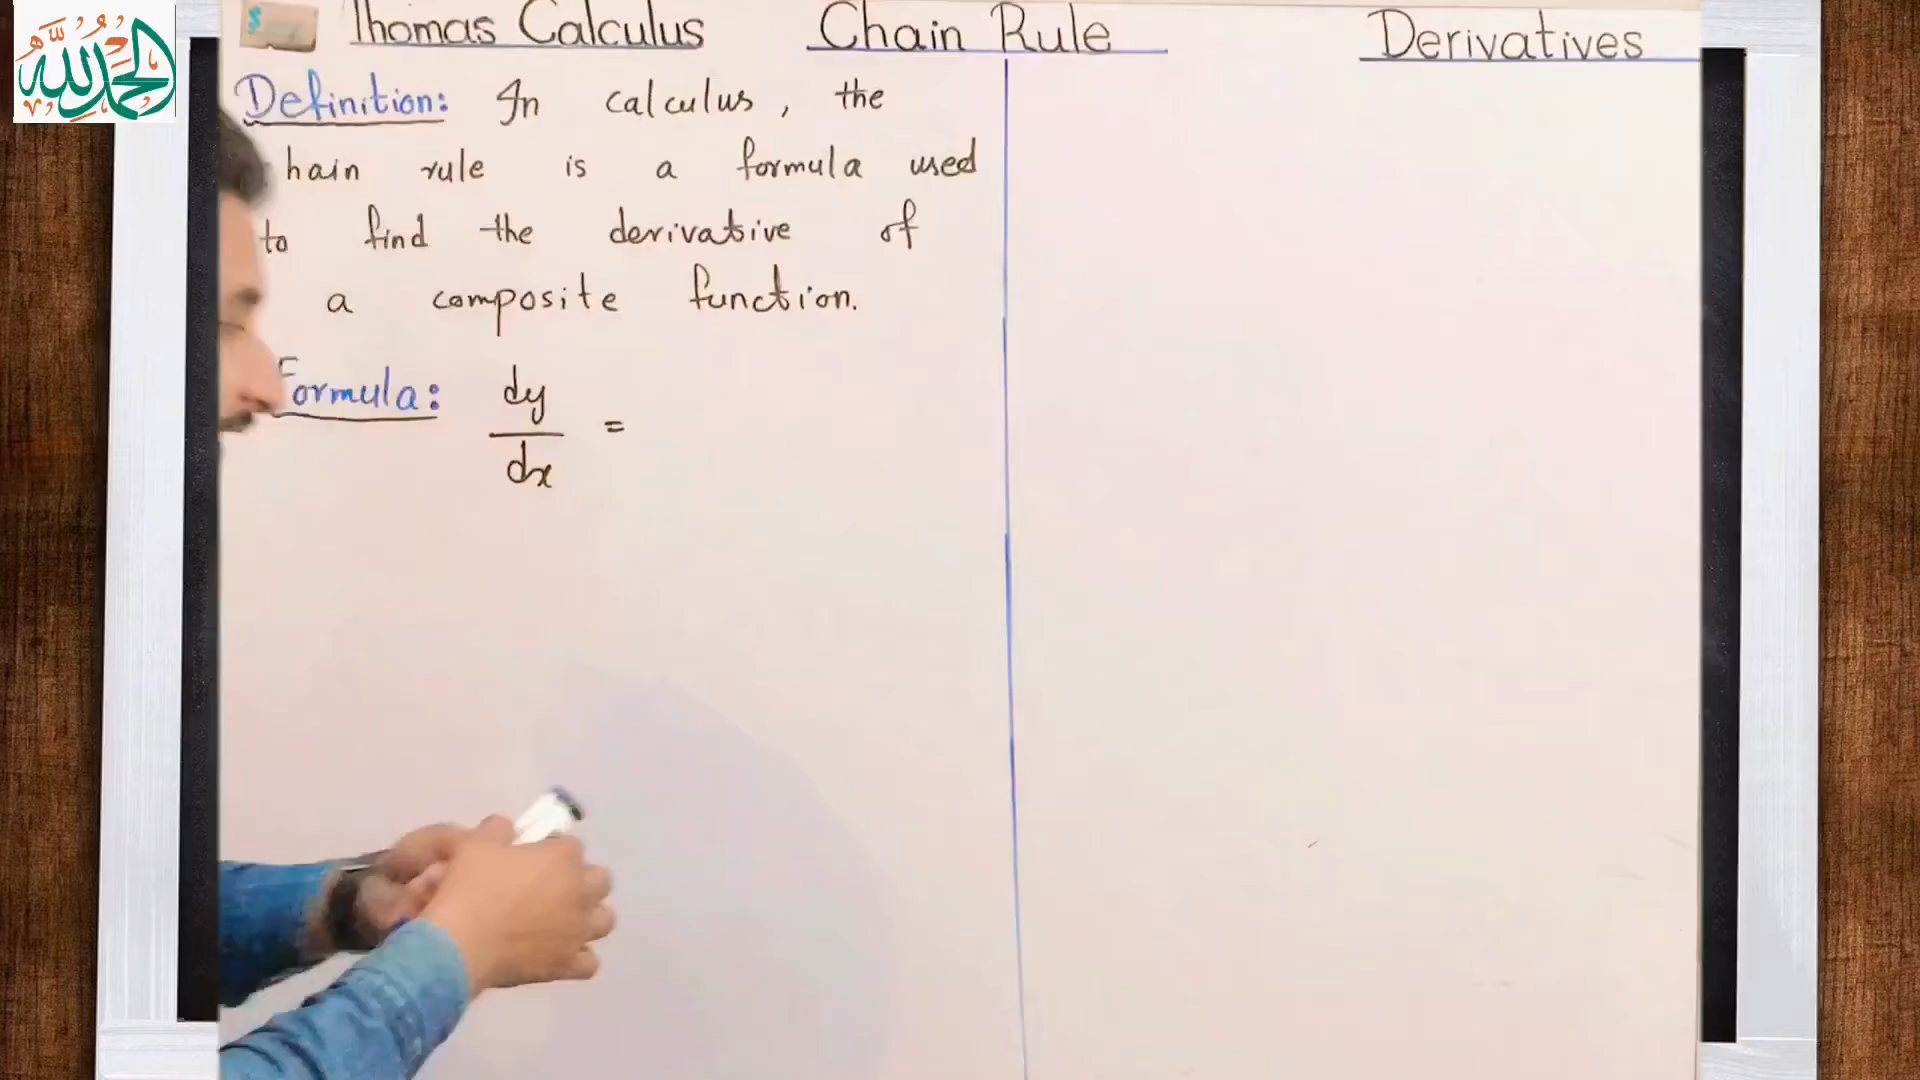 الحمد لله
$
Thomas Calculus Chain Rule Derivatives
Definition: In calculus, the
hain rule is a formula used
to find the derivative of
a composite function.
Formula: dy/dx =